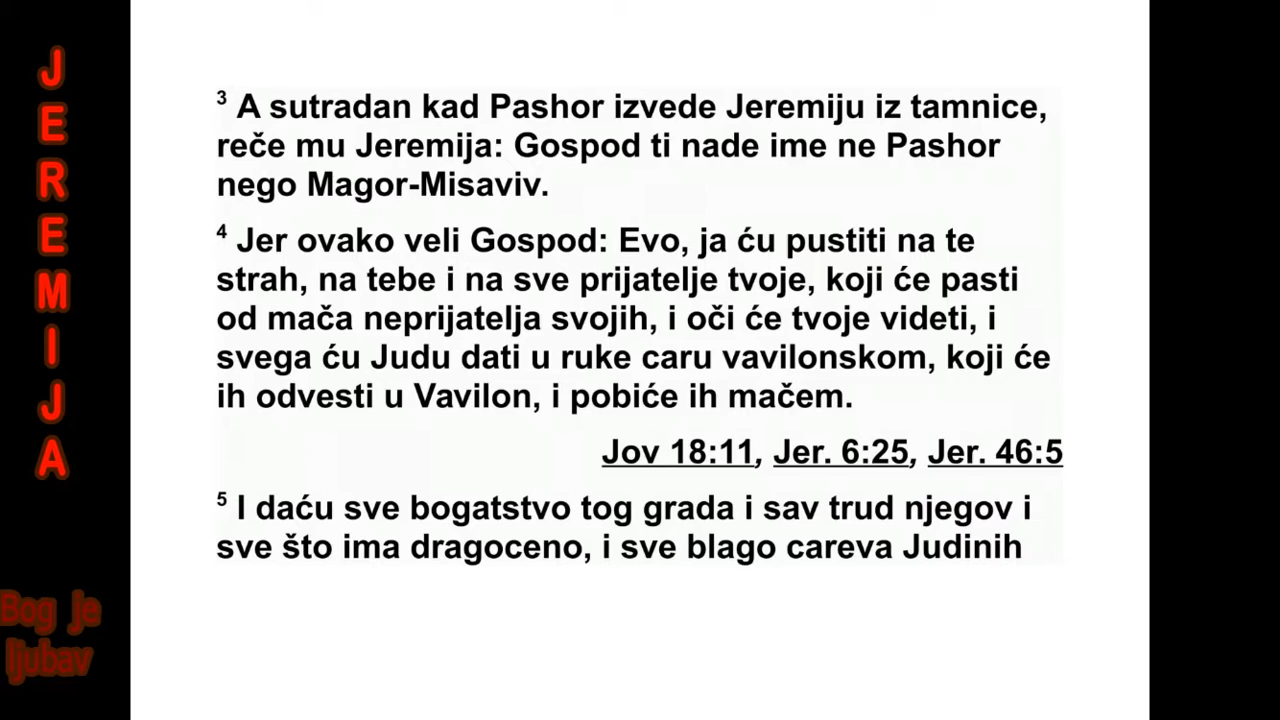 JEREMIJA
Bog je
ljubav
3 A sutradan kad Pashor izvede Jeremiju iz tamnice,
reče mu Jeremija: Gospod ti nade ime ne Pashor
nego Magor-Misaviv.
4 Jer ovako veli Gospod: Evo, ja ću pustiti na te
strah, na tebe i na sve prijatelje tvoje, koji će pasti
od mača neprijatelja svojih, i oči će tvoje videti, i
svega ću Judu dati u ruke caru vavilonskom, koji će
ih odvesti u Vavilon, i pobiće ih mačem.
Jov 18:11, Jer. 6:25, Jer. 46:5
5 I daću sve bogatstvo tog grada i sav trud njegov i
sve što ima dragoceno, i sve blago careva Judinih